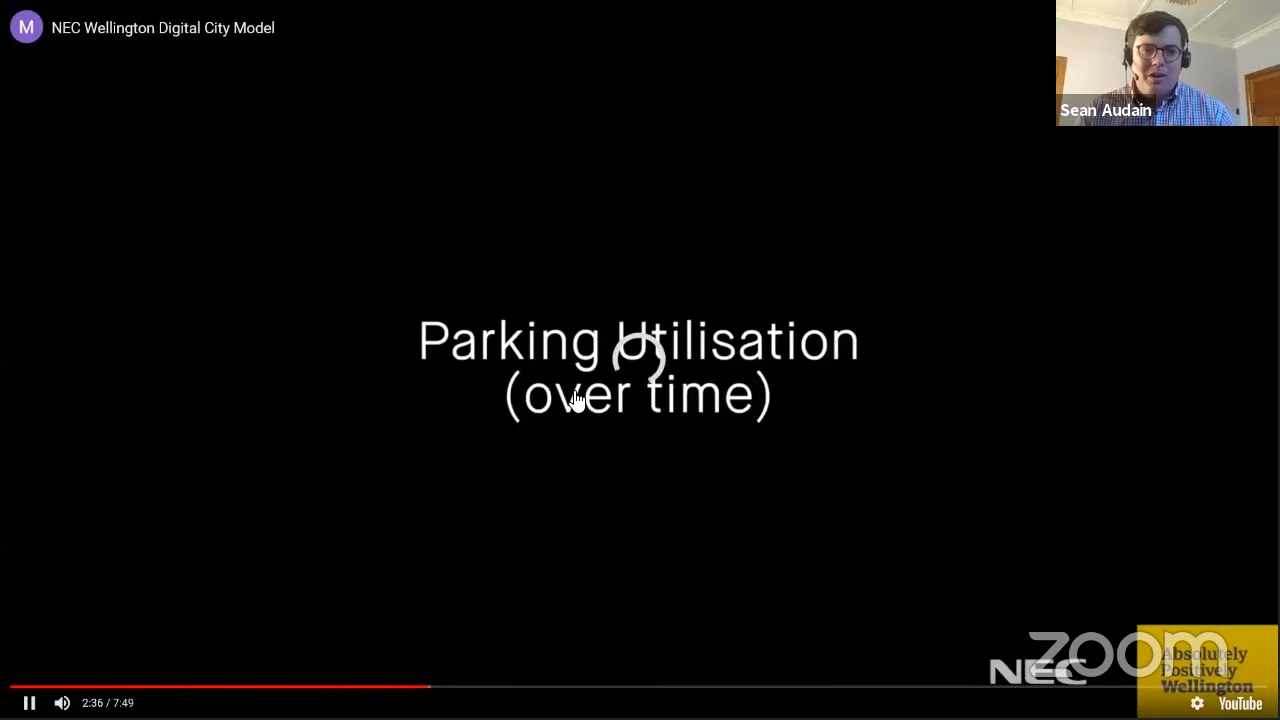 M NEC Wellington Digital City Model
Sean Audain
Parking Utilisation
(over time)
zoom
NEC
Absolutely
Positively
Wellington
2:36 / 7:49
YouTube